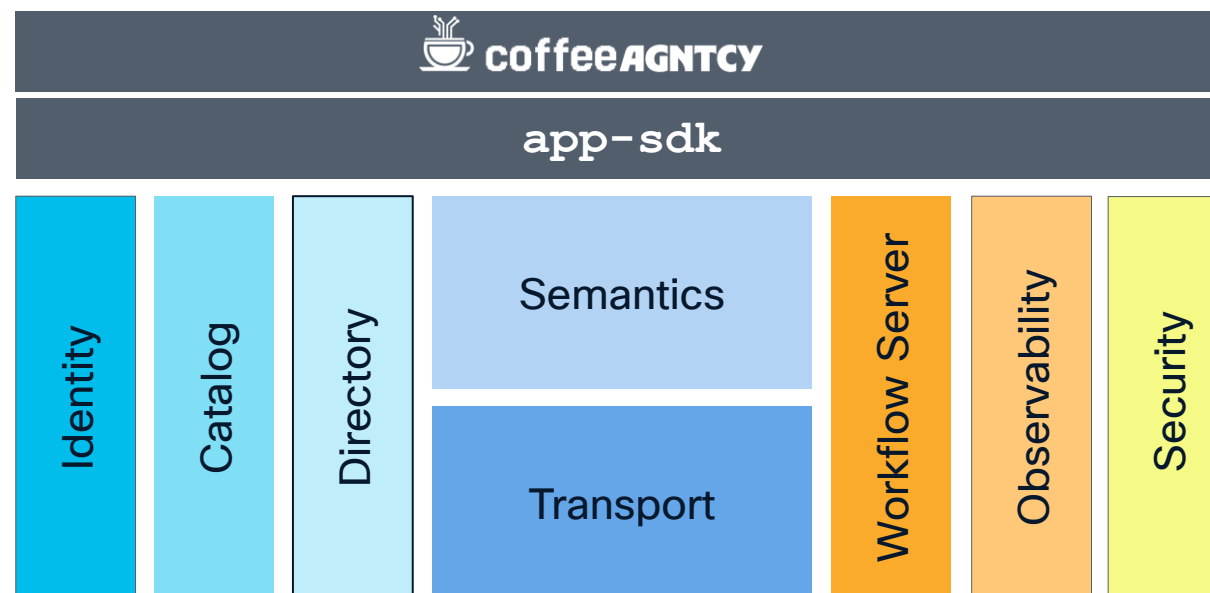 coffeeAGNTCY
app-sdk
Identity
Catalog
Directory
Semantics
Transport
Workflow Server
Observability
Security